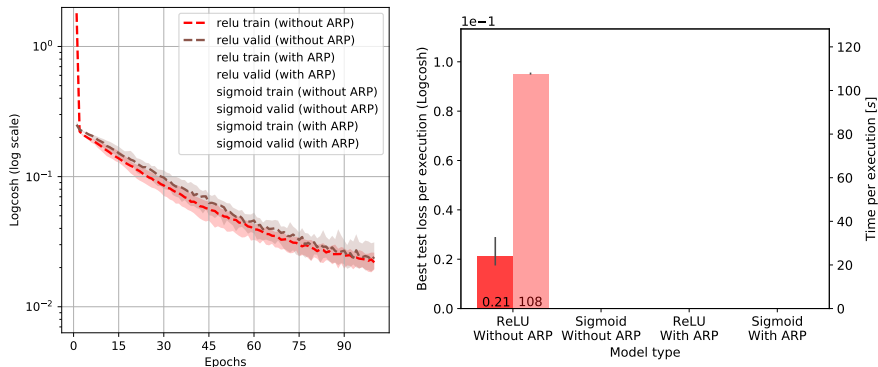 10⁰
10⁻¹
10⁻²
Logcosh (log scale)
relu train (without ARP)
relu valid (without ARP)
relu train (with ARP)
relu valid (with ARP)
sigmoid train (without ARP)
sigmoid valid (without ARP)
sigmoid train (with ARP)
sigmoid valid (with ARP)
0 15 30 45 60 75 90
Epochs
1e−1
1.0
0.8
0.6
0.4
0.2
0.0
Best test loss per execution (Logcosh)
0.21 108
120
100
80
60
40
20
0
Time per execution [s]
ReLU Sigmoid ReLU Sigmoid
Without ARP Without ARP With ARP With ARP
Model type